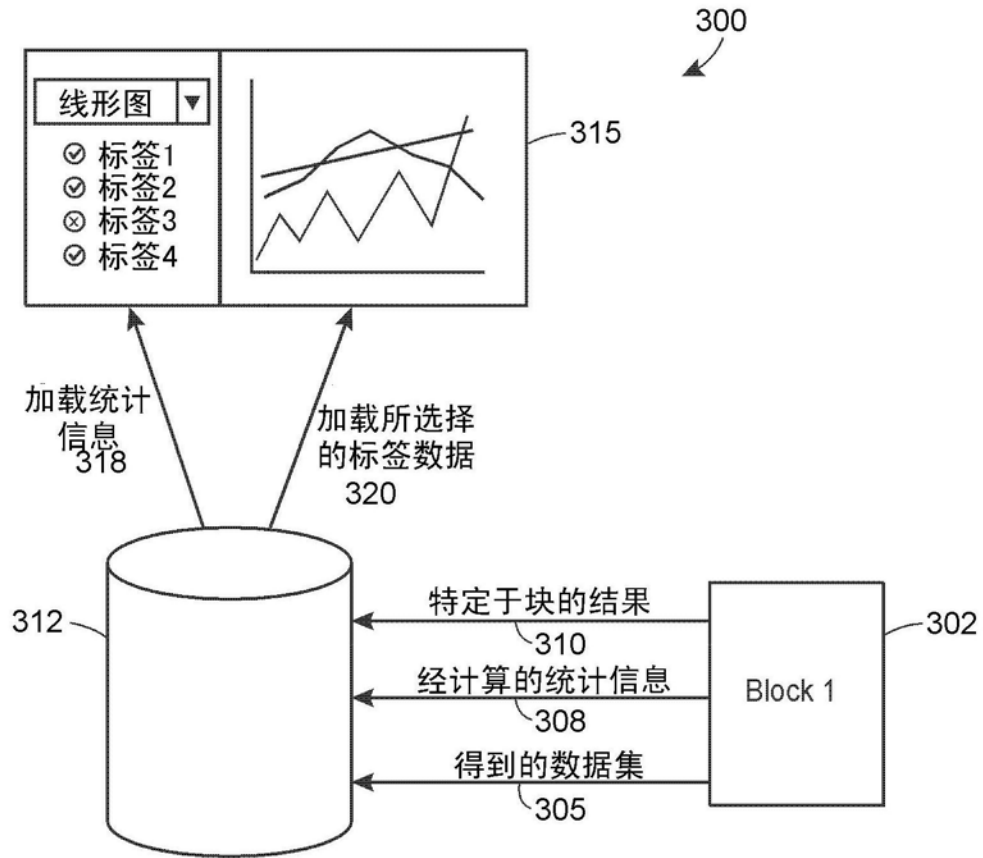 300
线形图
标签1
标签2
标签3
标签4
315
加载统计
信息
318
加载所选择
的标签数据
320
312
特定于块的结果
310
302
经计算的统计信息
308
Block 1
得到的数据集
305